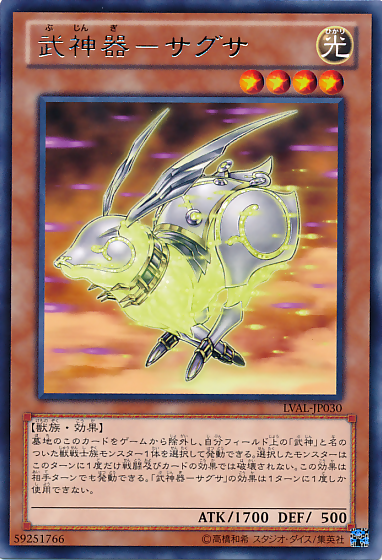 武神器－サグサ
光
LVAL-JP030
【獣族・効果】
墓地のこのカードをゲームから除外し、自分フィールド上の「武神」と名の
ついた獣戦士族モンスター1体を選択して発動できる。選択したモンスター
はこのターンに1度だけ戦闘及びカードの効果では破壊されない。この効果は
相手ターンでも発動できる。「武神器－サグサ」の効果は1ターンに1度しか
使用できない。
ATK/1700 DEF/ 500
59251766
©高橋和希 スタジオ・ダイス/集英社